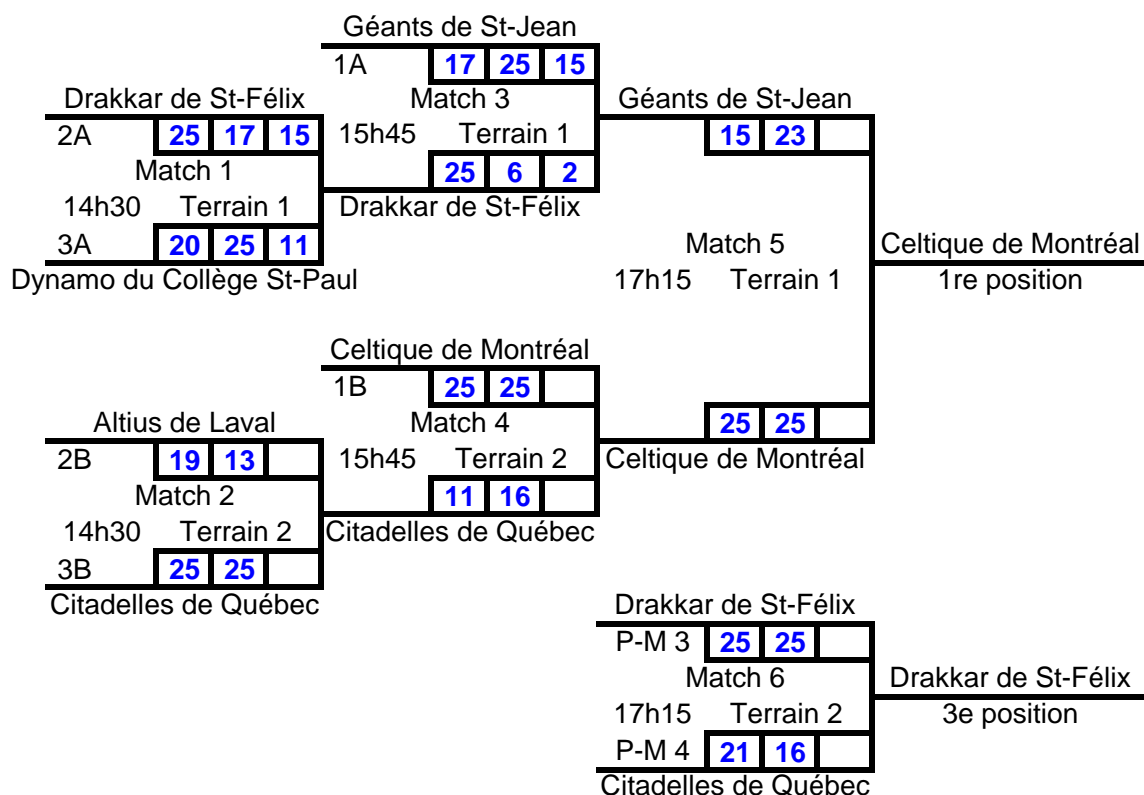 Géants de St-Jean
1A 17 25 15
Drakkar de St-Félix Match 3 Géants de St-Jean
2A 25 17 15 15h45 Terrain 1 15 23
Match 1 25 6 2
14h30 Terrain 1 Drakkar de St-Félix
3A 20 25 11 Match 5 Celtique de Montréal
Dynamo du Collège St-Paul 17h15 Terrain 1 1re position
Celtique de Montréal
1B 25 25
Altius de Laval Match 4 25 25
2B 19 13 15h45 Terrain 2 Celtique de Montréal
Match 2 11 16
14h30 Terrain 2 Citadelles de Québec
3B 25 25
Citadelles de Québec Drakkar de St-Félix
P-M 3 25 25
Match 6 Drakkar de St-Félix
17h15 Terrain 2 3e position
P-M 4 21 16
Citadelles de Québec